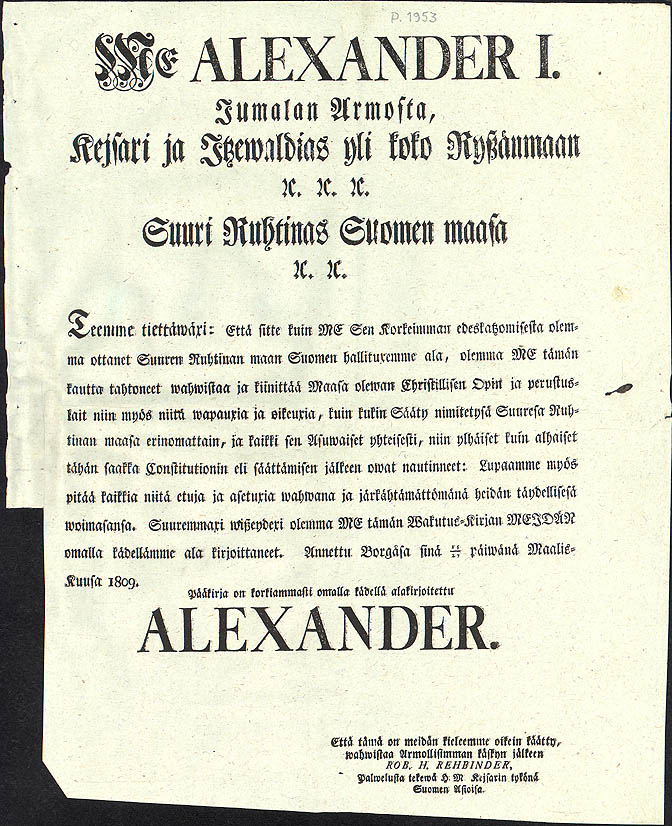 P. 1953
ME ALEXANDER I.
Jumalan Armosta,
Kejsari ja Itzewaldias yli koko Ryßänmaan
ꝛc. ꝛc. ꝛc.
Suuri Ruhtinas Suomen maasa
ꝛc. ꝛc.
Teemme tiettäwäxi: Että sitte kuin ME Sen Korkeimman edeskatzomisesta olem-
ma ottanet Suuren Ruhtinan maan Suomen hallituxemme ala, olemma ME tämän
kautta tahtoneet wahwistaa ja kiinittää Maasa olewan Christillisen Opin ja perustus-
lait niin myös niitä wapauxia ja oikeuxia, kuin kukin Sääty nimitetysä Suuresa Ruh-
tinan maasa erinomattain, ja kaikki sen Asuwaiset yhteisesti, niin ylhäiset kuin alhaiset
tähän saakka Constitutionin eli säättämisen jälkeen owat nautinneet: Lupaamme myös
pitää kaikkia niitä etuja ja asetuxia wahwana ja järkähtämättömänä heidän täydellisesä
woimasansa. Suuremmaxi wißeydexi olemma ME tämän Wakutus-Kirjan MEIDÄN
omalla kädellämme ala kirjoittaneet. Annettu Borgåsa sinä 15/27 päiwänä Maalis-
Kuusa 1809.
Pääkirja on korkiammasti omalla kädellä alakirjoitettu
ALEXANDER.
Että tämä on meidän kieleemme oikein käätty,
wahwistaa Armollisimman käskyn jälkeen
ROB. H. REHBINDER,
Palwelusta tekewä H. M. Kejsarin tykönä
Suomen Asioisa.